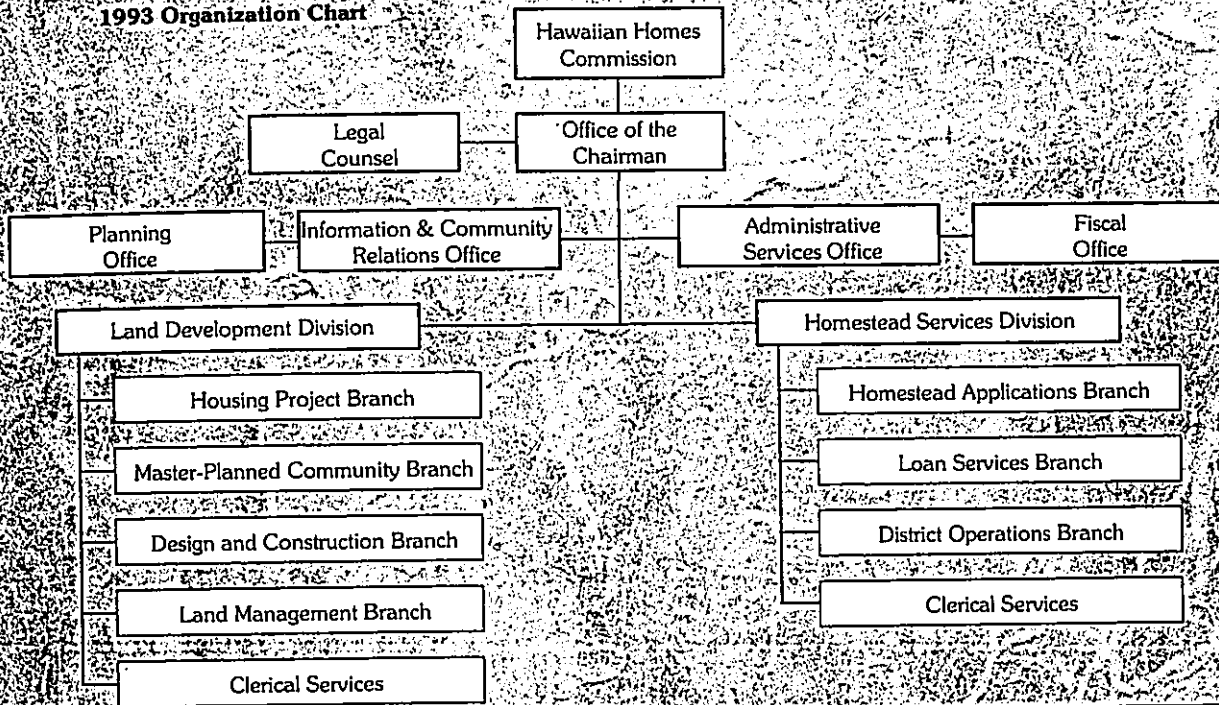 1993 Organization Chart
Hawaiian Homes
Commission
Legal
Counsel
Office of the
Chairman
Planning
Office
Information & Community
Relations Office
Administrative
Services Office
Fiscal
Office
Land Development Division
Homestead Services Division
Housing Project Branch
Homestead Applications Branch
Master-Planned Community Branch
Loan Services Branch
Design and Construction Branch
District Operations Branch
Land Management Branch
Clerical Services
Clerical Services